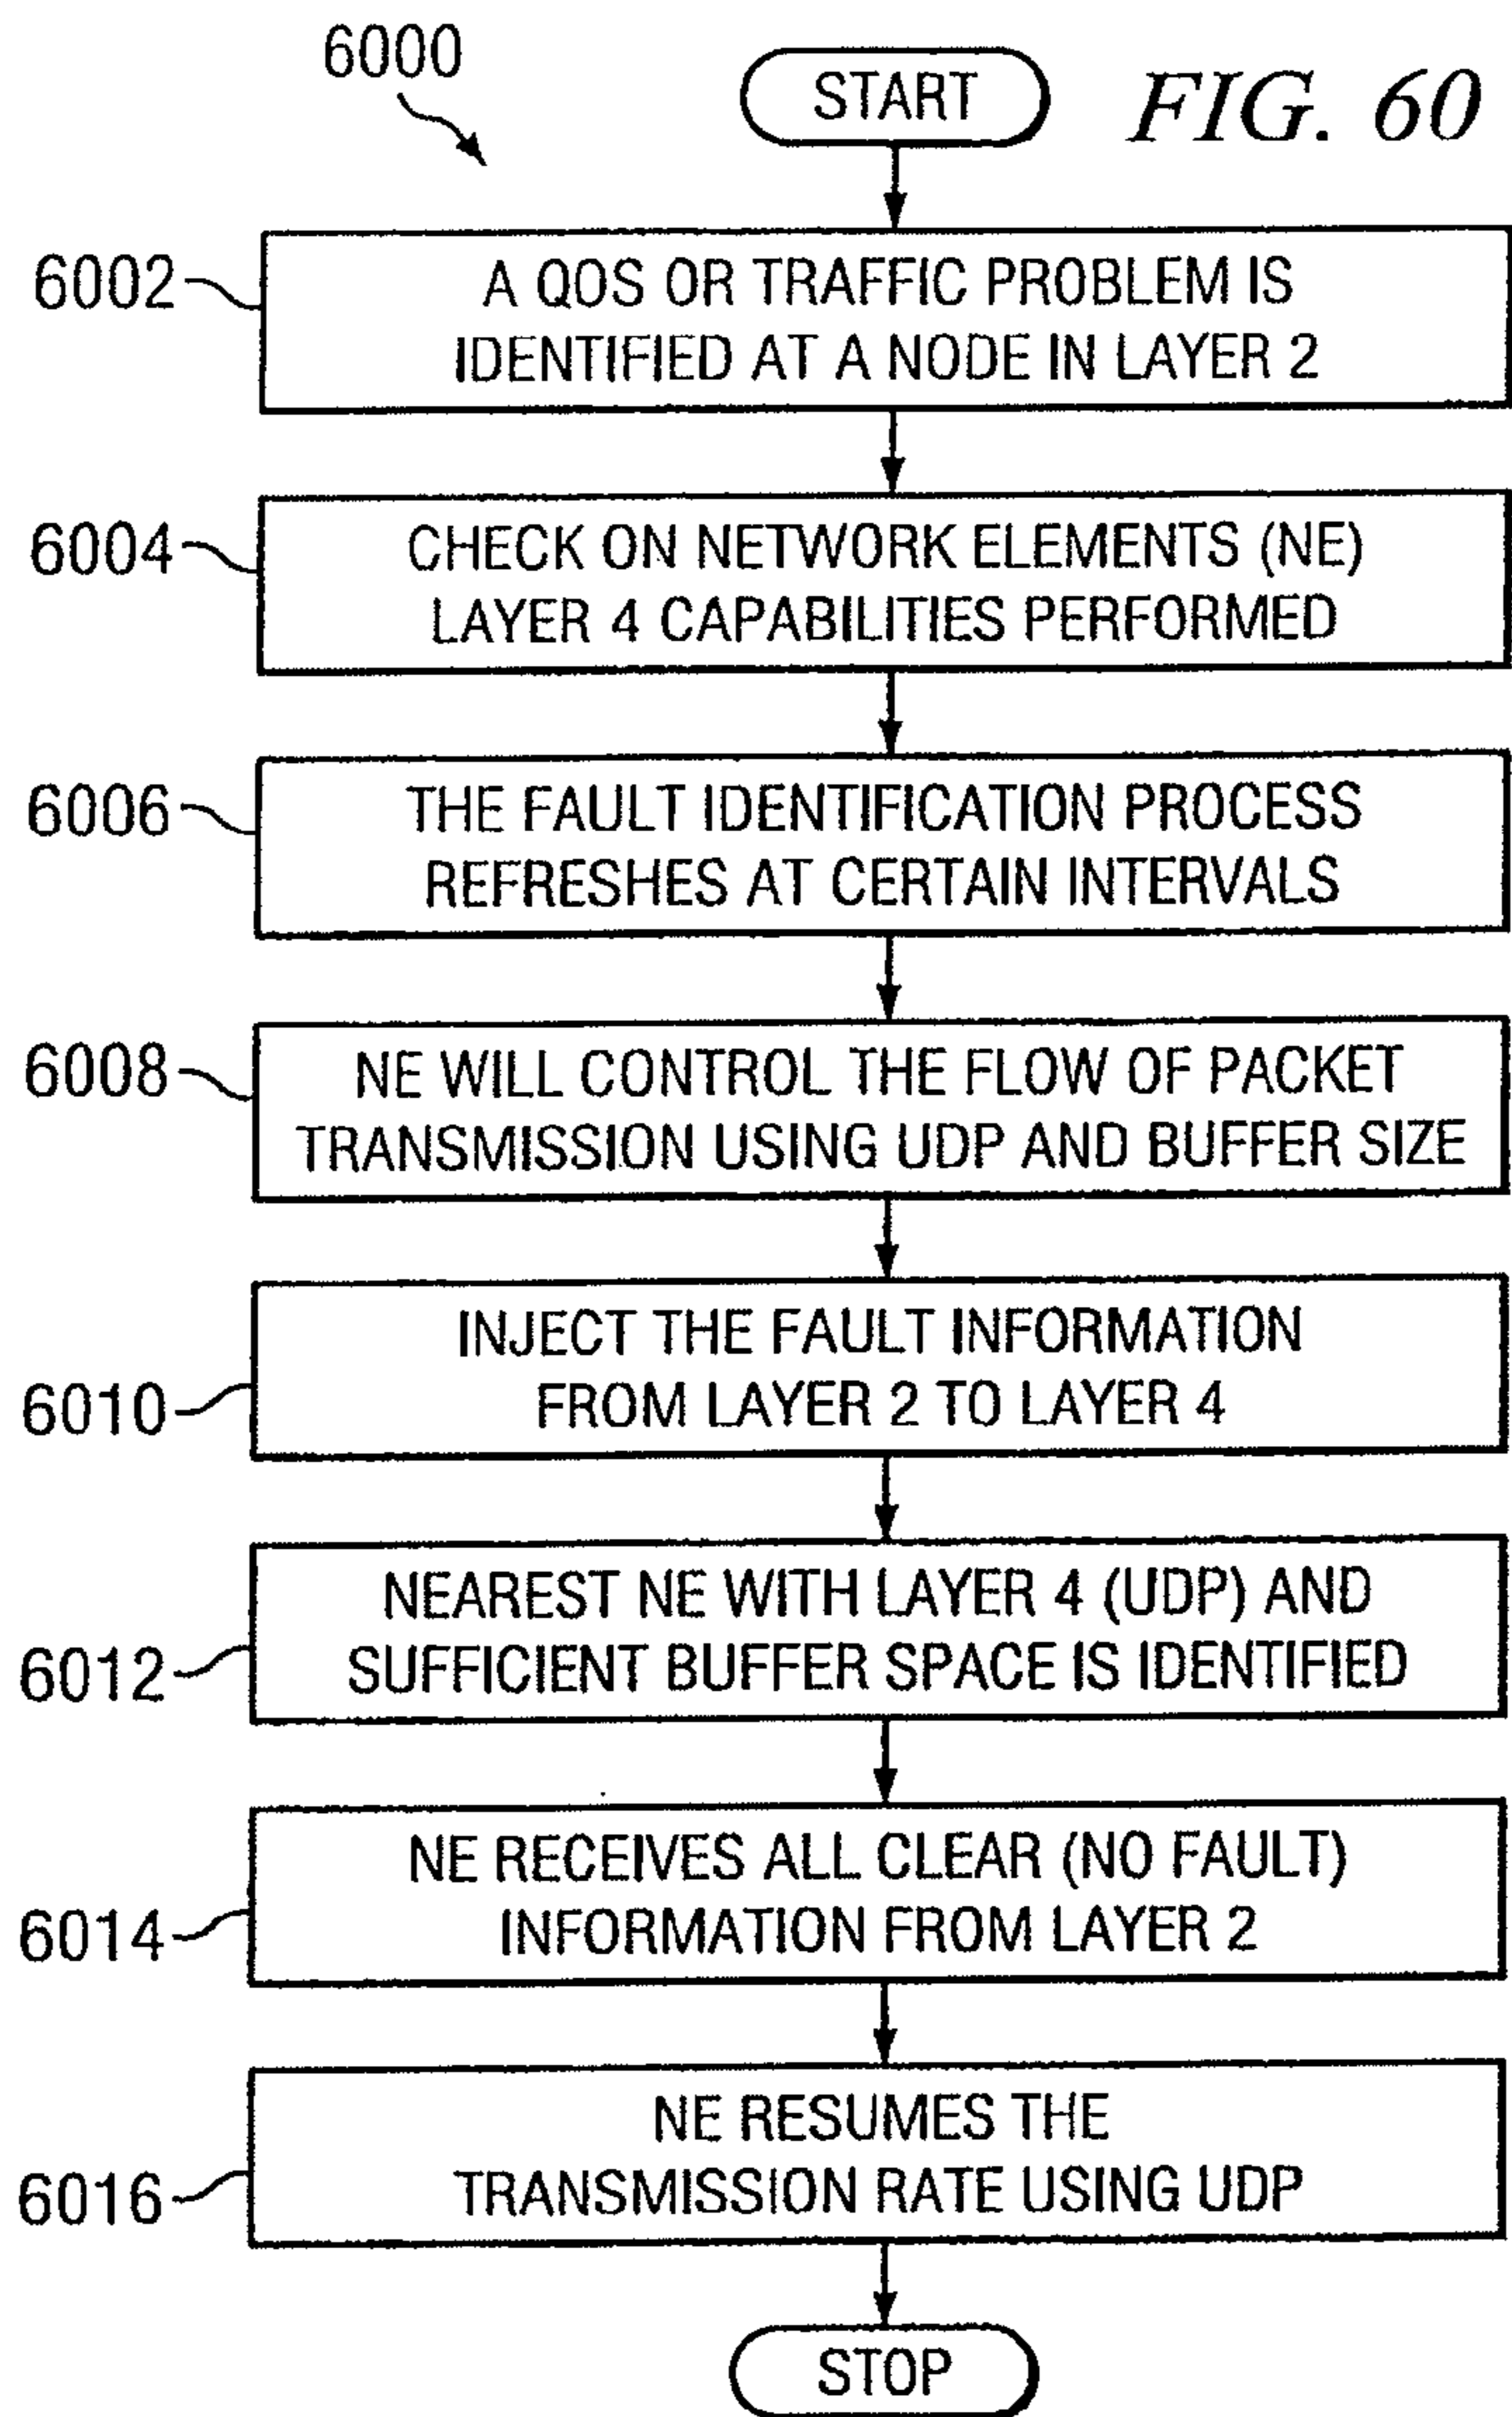 6000
START
FIG. 60
6002
A QOS OR TRAFFIC PROBLEM IS
IDENTIFIED AT A NODE IN LAYER 2
6004
CHECK ON NETWORK ELEMENTS (NE)
LAYER 4 CAPABILITIES PERFORMED
6006
THE FAULT IDENTIFICATION PROCESS
REFRESHES AT CERTAIN INTERVALS
6008
NE WILL CONTROL THE FLOW OF PACKET
TRANSMISSION USING UDP AND BUFFER SIZE
6010
INJECT THE FAULT INFORMATION
FROM LAYER 2 TO LAYER 4
6012
NEAREST NE WITH LAYER 4 (UDP) AND
SUFFICIENT BUFFER SPACE IS IDENTIFIED
6014
NE RECEIVES ALL CLEAR (NO FAULT)
INFORMATION FROM LAYER 2
6016
NE RESUMES THE
TRANSMISSION RATE USING UDP
STOP